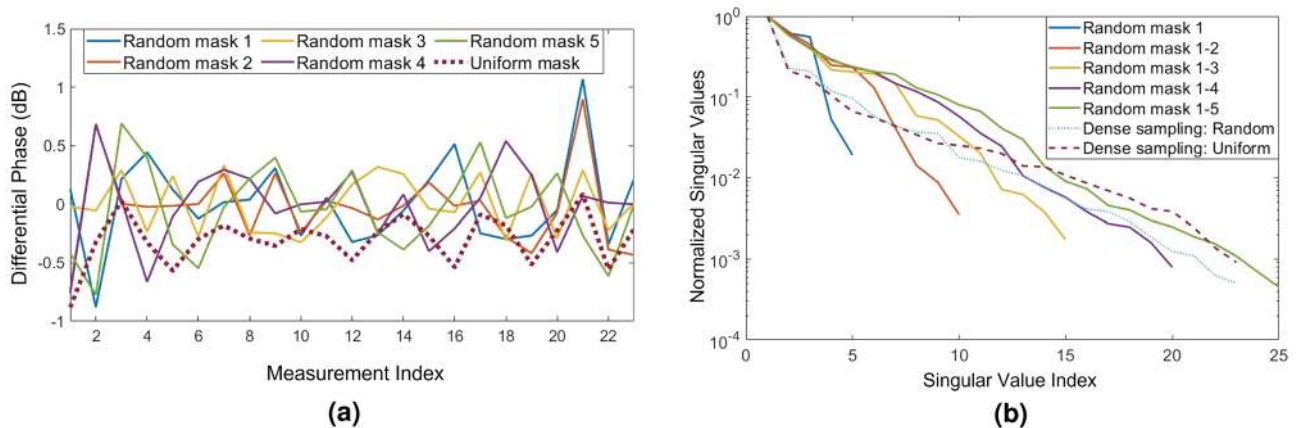 1.5
1
0.5
0
-0.5
-1
Differential Phase (dB)
Random mask 1
Random mask 2
Random mask 3
Random mask 4
Random mask 5
Uniform mask
2 4 6 8 10 12 14 16 18 20 22
Measurement Index
(a)
10^0
10^-1
10^-2
10^-3
10^-4
Normalized Singular Values
Random mask 1
Random mask 1-2
Random mask 1-3
Random mask 1-4
Random mask 1-5
Dense sampling: Random
Dense sampling: Uniform
0 5 10 15 20 25
Singular Value Index
(b)